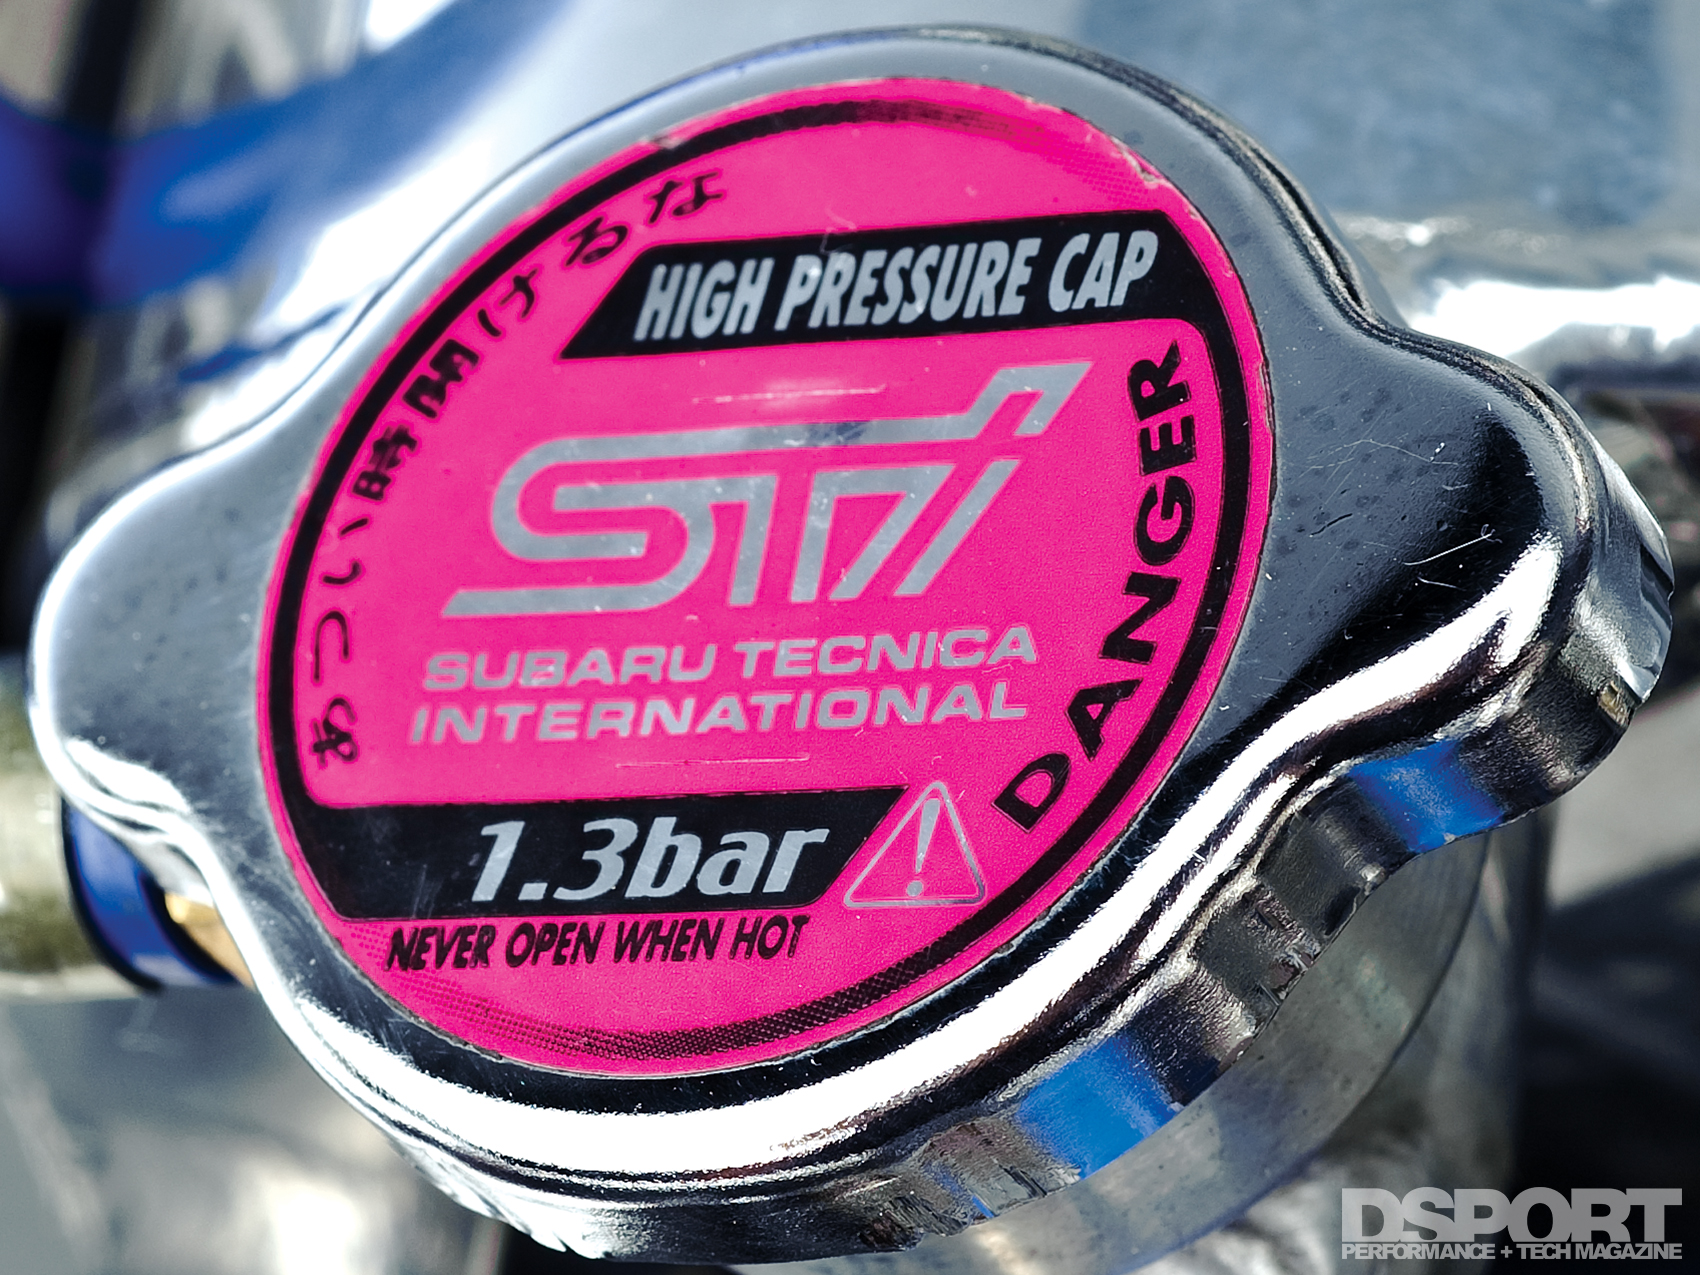 あつい時開けるな
HIGH PRESSURE CAP
STI
SUBARU TECNICA
INTERNATIONAL
DANGER
1.3bar
!
NEVER OPEN WHEN HOT
DSPORT
PERFORMANCE + TECH MAGAZINE